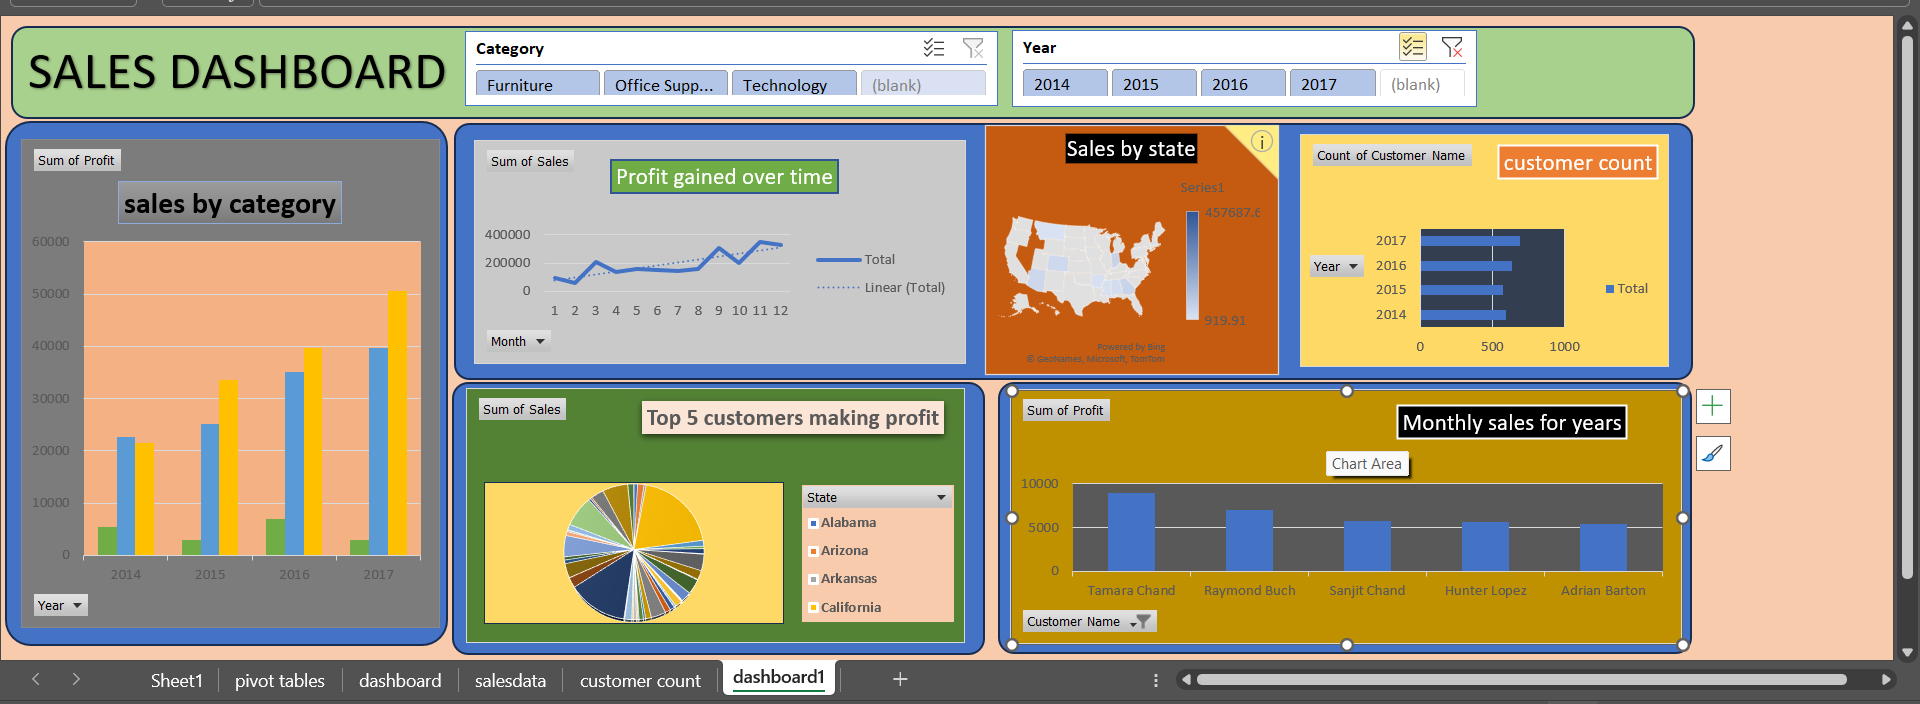 SALES DASHBOARD
Category
Furniture
Office Supp...
Technology
(blank)
Year
2014
2015
2016
2017
(blank)
Sum of Profit
sales by category
60000
50000
40000
30000
20000
10000
0
2014
2015
2016
2017
Year
Sum of Sales
Profit gained over time
400000
200000
0
1 2 3 4 5 6 7 8 9 10 11 12
Total
Linear (Total)
Month
Sales by state
Series1
457687.6
919.91
Powered by Bing
© GeoNames, Microsoft, TomTom
Count of Customer Name
customer count
Year
2017
2016
2015
2014
0 500 1000
Total
Sum of Sales
Top 5 customers making profit
State
Alabama
Arizona
Arkansas
California
Sum of Profit
Monthly sales for years
Chart Area
10000
5000
0
Tamara Chand
Raymond Buch
Sanjit Chand
Hunter Lopez
Adrian Barton
Customer Name
Sheet1
pivot tables
dashboard
salesdata
customer count
dashboard1